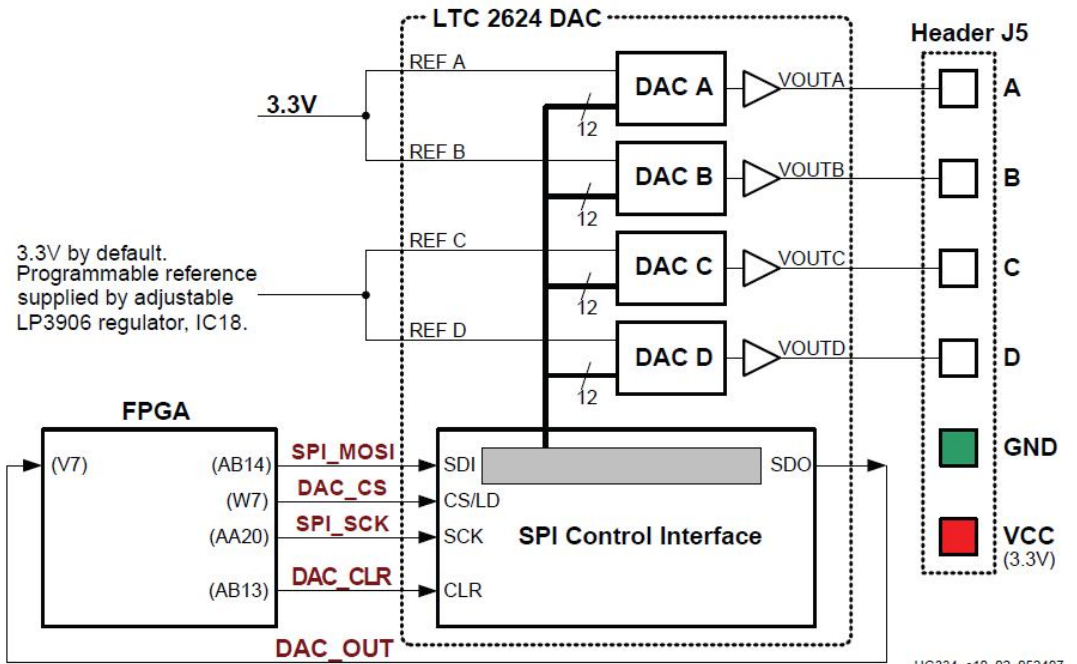 LTC 2624 DAC
Header J5
REF A
DAC A
VOUTA
A
3.3V
12
REF B
DAC B
VOUTB
B
12
REF C
DAC C
VOUTC
C
12
3.3V by default.
Programmable reference
supplied by adjustable
LP3906 regulator, IC18.
REF D
DAC D
VOUTD
D
12
FPGA
GND
(V7)
(AB14)
SPI_MOSI
SDI
SDO
(W7)
DAC_CS
CS/LD
(AA20)
SPI_SCK
SCK
SPI Control Interface
VCC
(3.3V)
(AB13)
DAC_CLR
CLR
DAC_OUT